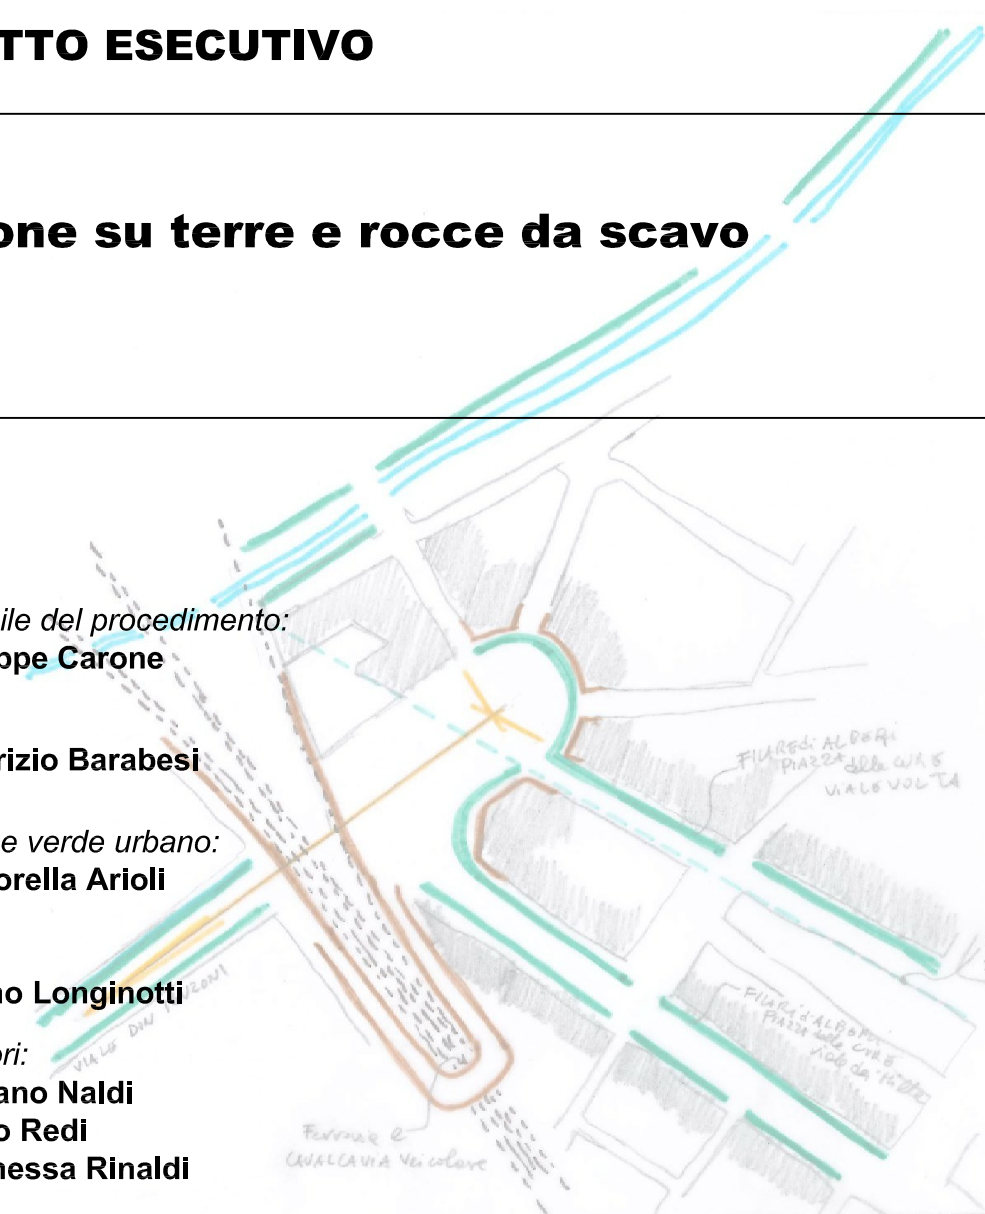 TTO ESECUTIVO
one su terre e rocce da scavo
ile del procedimento:
ppe Carone
rizio Barabesi
e verde urbano:
orella Arioli
no Longinotti
ori:
ano Naldi
o Redi
nessa Rinaldi
FILARE di ALBERI
PIAZZA delle CURE
VIALE VOLTA
VIALE DON MINZONI
FILARI d'ALBERI
PIAZZA delle CURE
Ferrovia e
CAVALCAVIA veicolare